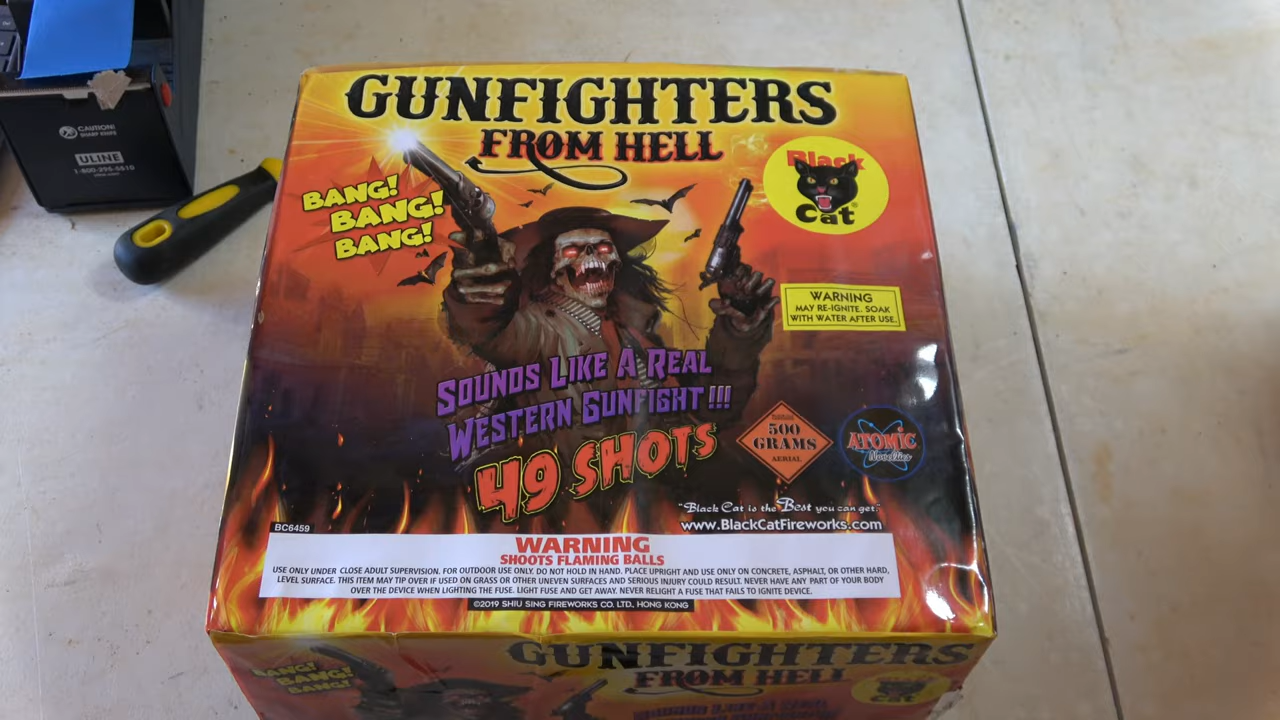 GUNFIGHTERS
FROM HELL
BANG!
BANG!
BANG!
Black
Cat®
WARNING
MAY RE-IGNITE. SOAK
WITH WATER AFTER USE.
SOUNDS LIKE A REAL
WESTERN GUNFIGHT!!!
49 SHOTS
500
GRAMS
AERIAL
ATOMIC
Novelties
"Black Cat is the Best you can get."
www.BlackCatFireworks.com
BC6459
WARNING
SHOOTS FLAMING BALLS
USE ONLY UNDER CLOSE ADULT SUPERVISION. FOR OUTDOOR USE ONLY. DO NOT HOLD IN HAND. PLACE UPRIGHT AND USE ONLY ON CONCRETE, ASPHALT, OR OTHER HARD,
LEVEL SURFACE. THIS ITEM MAY TIP OVER IF USED ON GRASS OR OTHER UNEVEN SURFACES AND SERIOUS INJURY COULD RESULT. NEVER HAVE ANY PART OF YOUR BODY
OVER THE DEVICE WHEN LIGHTING THE FUSE. LIGHT FUSE AND GET AWAY. NEVER RELIGHT A FUSE THAT FAILS TO IGNITE DEVICE.
©2019 SHIU SING FIREWORKS CO. LTD., HONG KONG
GUNFIGHTERS
FROM HELL
BANG!
BANG!
BANG!
Cat
SOUNDS LIKE A REAL
CAUTION!
SHARP KNIFE
ULINE
1-800-295-5510